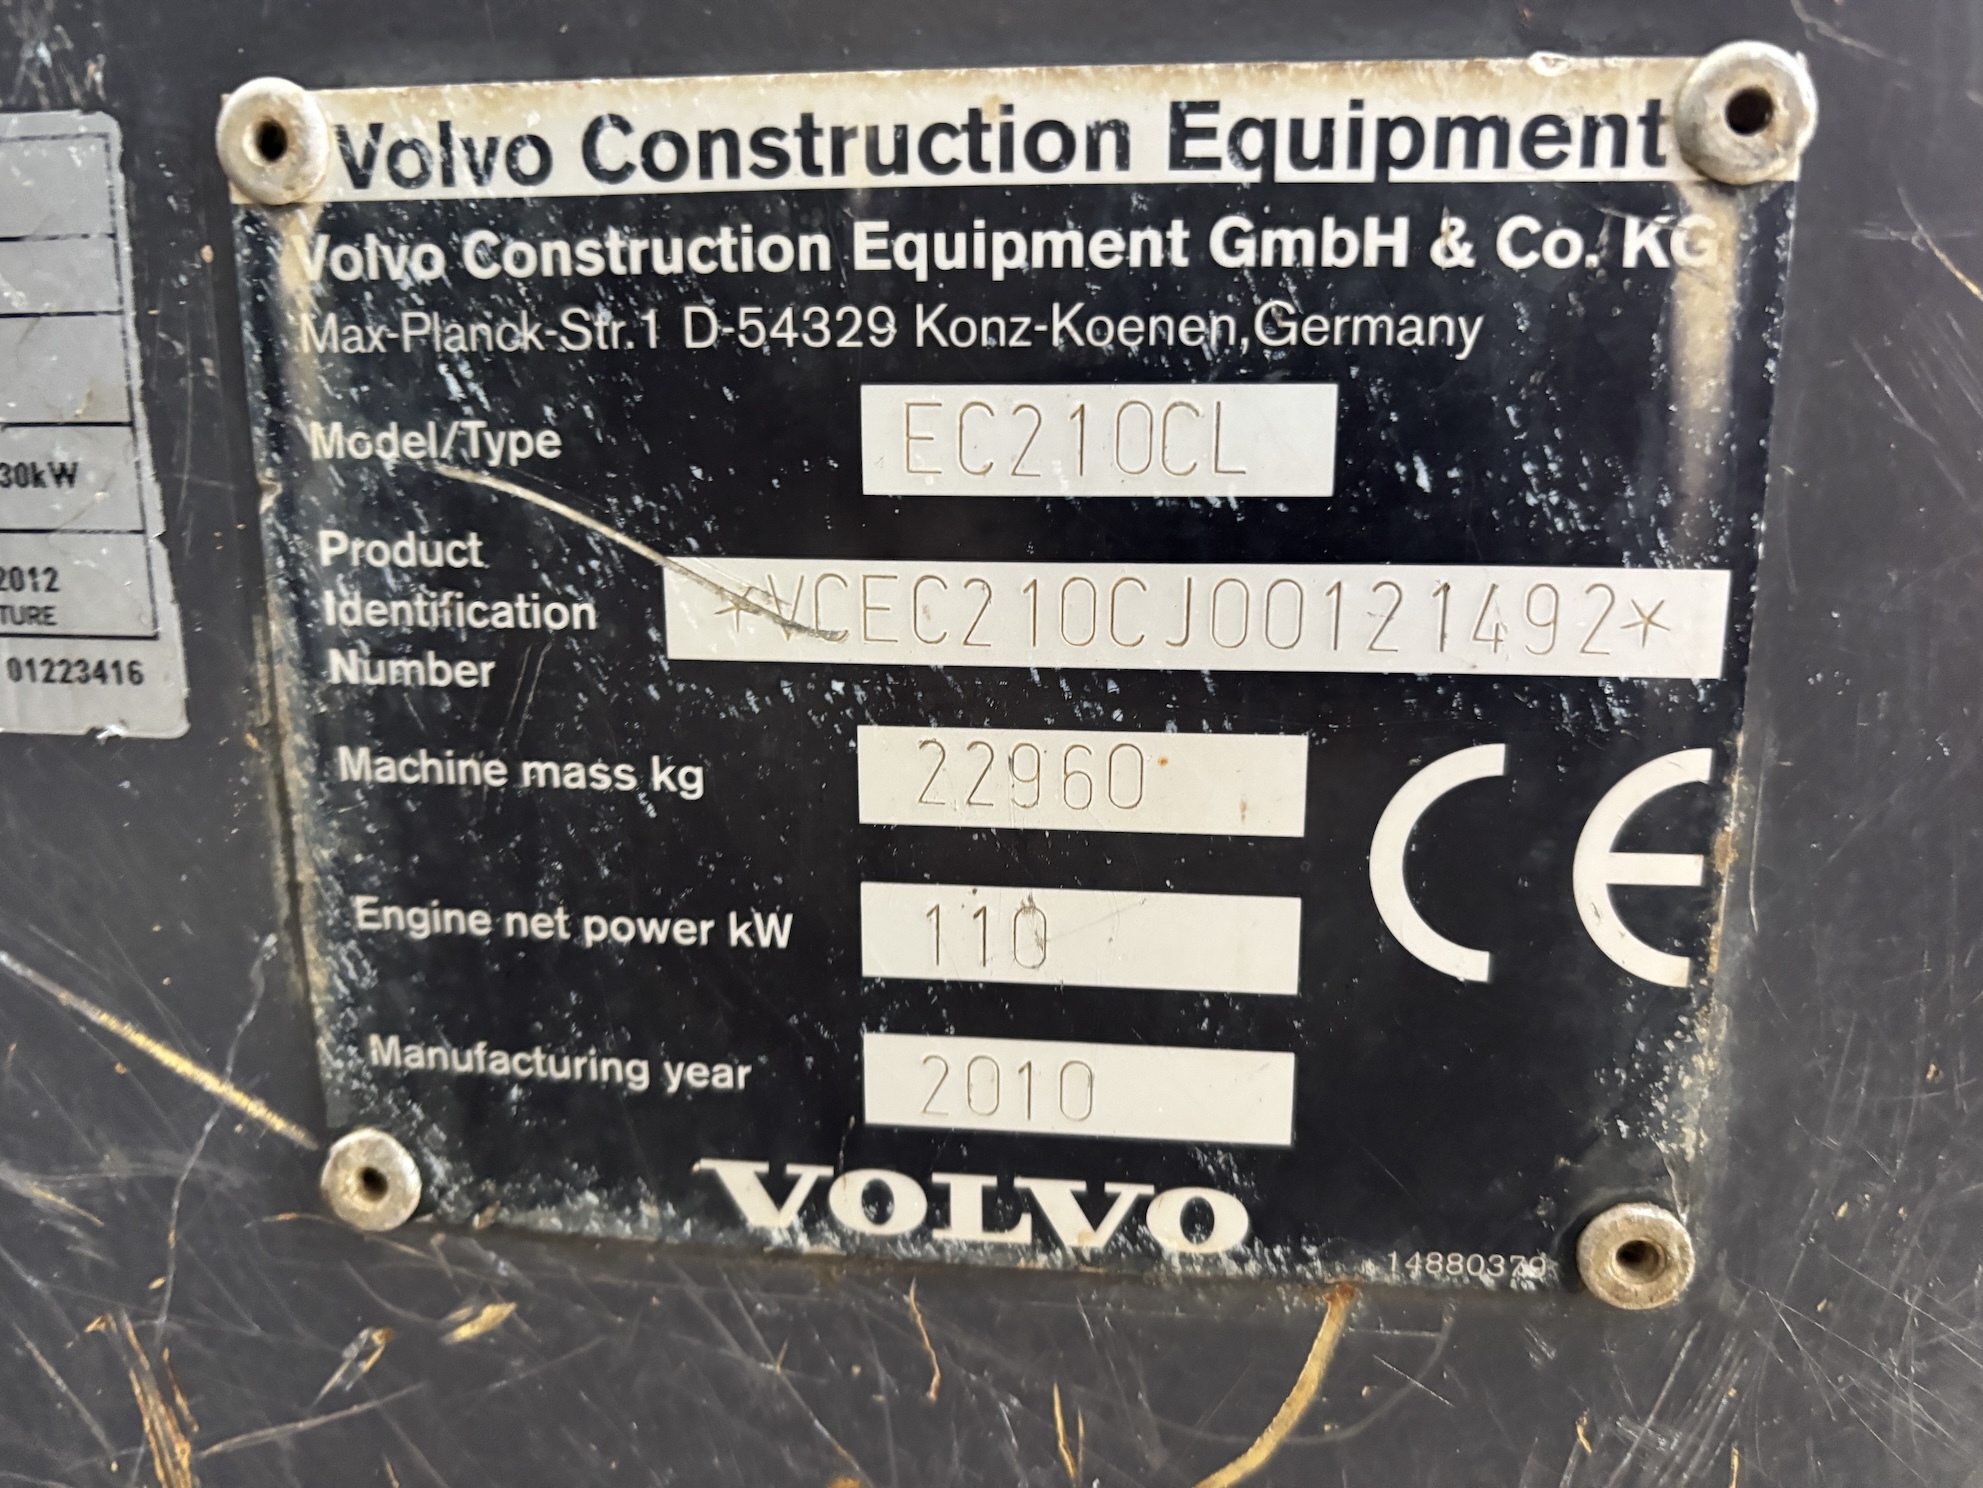 Volvo Construction Equipment
Volvo Construction Equipment GmbH & Co. KG
Max-Planck-Str.1 D-54329 Konz-Koenen,Germany
Model/Type EC210CL
Product
Identification *VCEC210CJ00121492*
Number
Machine mass kg 22960
Engine net power kW 110
Manufacturing year 2010
CE
VOLVO
14880379
30kW
2012
TURE
01223416